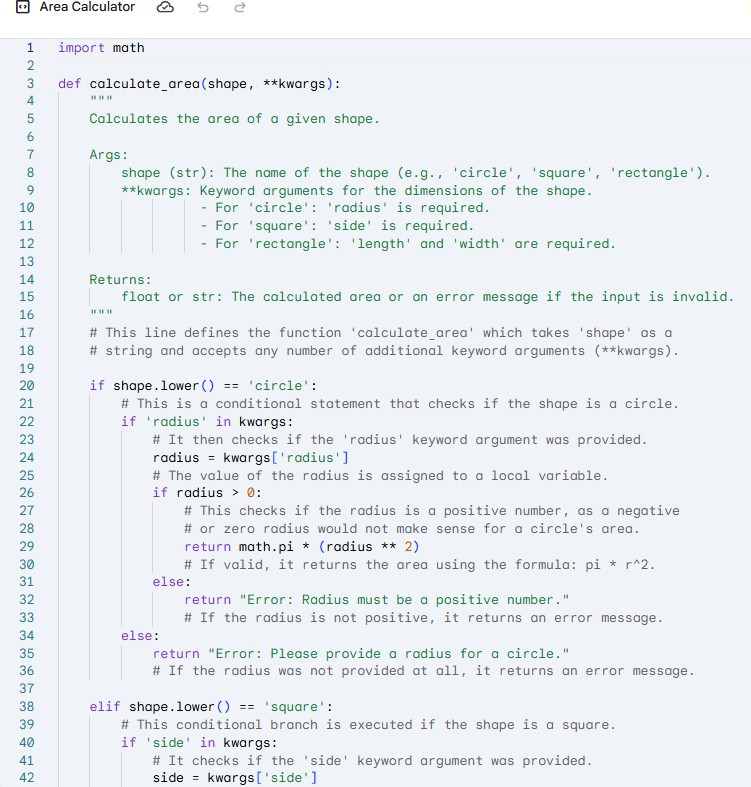 Area Calculator
1 import math
2
3 def calculate_area(shape, **kwargs):
4 """
5 Calculates the area of a given shape.
6
7 Args:
8 shape (str): The name of the shape (e.g., 'circle', 'square', 'rectangle').
9 **kwargs: Keyword arguments for the dimensions of the shape.
10 - For 'circle': 'radius' is required.
11 - For 'square': 'side' is required.
12 - For 'rectangle': 'length' and 'width' are required.
13
14 Returns:
15 float or str: The calculated area or an error message if the input is invalid.
16 """
17 # This line defines the function 'calculate_area' which takes 'shape' as a
18 # string and accepts any number of additional keyword arguments (**kwargs).
19
20 if shape.lower() == 'circle':
21 # This is a conditional statement that checks if the shape is a circle.
22 if 'radius' in kwargs:
23 # It then checks if the 'radius' keyword argument was provided.
24 radius = kwargs['radius']
25 # The value of the radius is assigned to a local variable.
26 if radius > 0:
27 # This checks if the radius is a positive number, as a negative
28 # or zero radius would not make sense for a circle's area.
29 return math.pi * (radius ** 2)
30 # If valid, it returns the area using the formula: pi * r^2.
31 else:
32 return "Error: Radius must be a positive number."
33 # If the radius is not positive, it returns an error message.
34 else:
35 return "Error: Please provide a radius for a circle."
36 # If the radius was not provided at all, it returns an error message.
37
38 elif shape.lower() == 'square':
39 # This conditional branch is executed if the shape is a square.
40 if 'side' in kwargs:
41 # It checks if the 'side' keyword argument was provided.
42 side = kwargs['side']